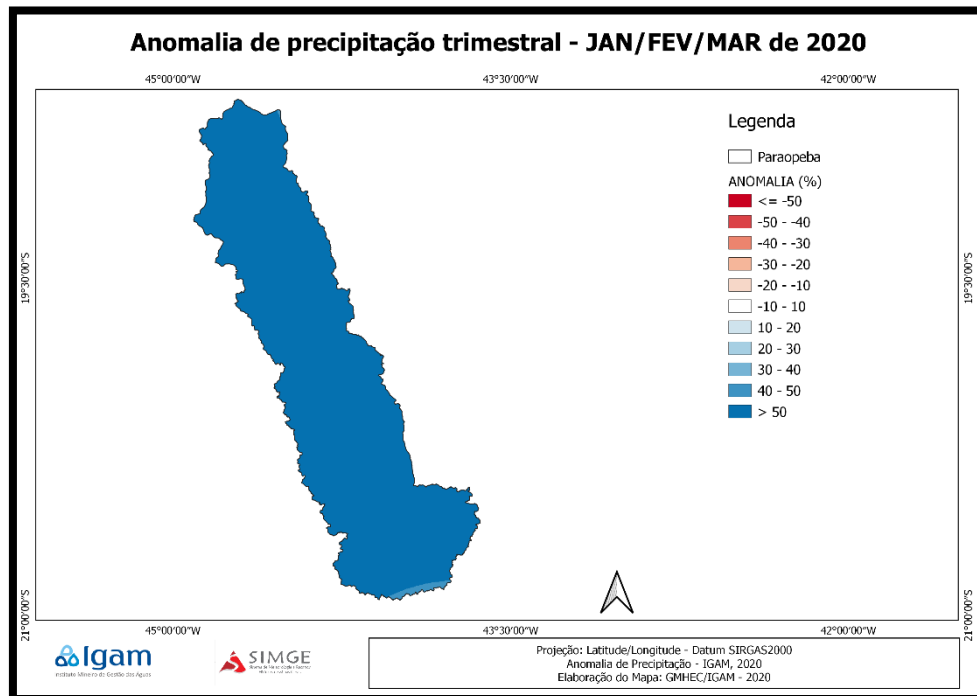 Anomalia de precipitação trimestral - JAN/FEV/MAR de 2020
45°00'00"W 43°30'00"W 42°00'00"W
19°30'00"S
21°00'00"S
19°30'00"S
21°00'00"S
Legenda
Paraopeba
ANOMALIA (%)
<= -50
-50 - -40
-40 - -30
-30 - -20
-20 - -10
-10 - 10
10 - 20
20 - 30
30 - 40
40 - 50
> 50
45°00'00"W 43°30'00"W 42°00'00"W
Igam
Instituto Mineiro de Gestão das Águas
SIMGE
Projeção: Latitude/Longitude - Datum SIRGAS2000
Anomalia de Precipitação - IGAM, 2020
Elaboração do Mapa: GMHEC/IGAM - 2020